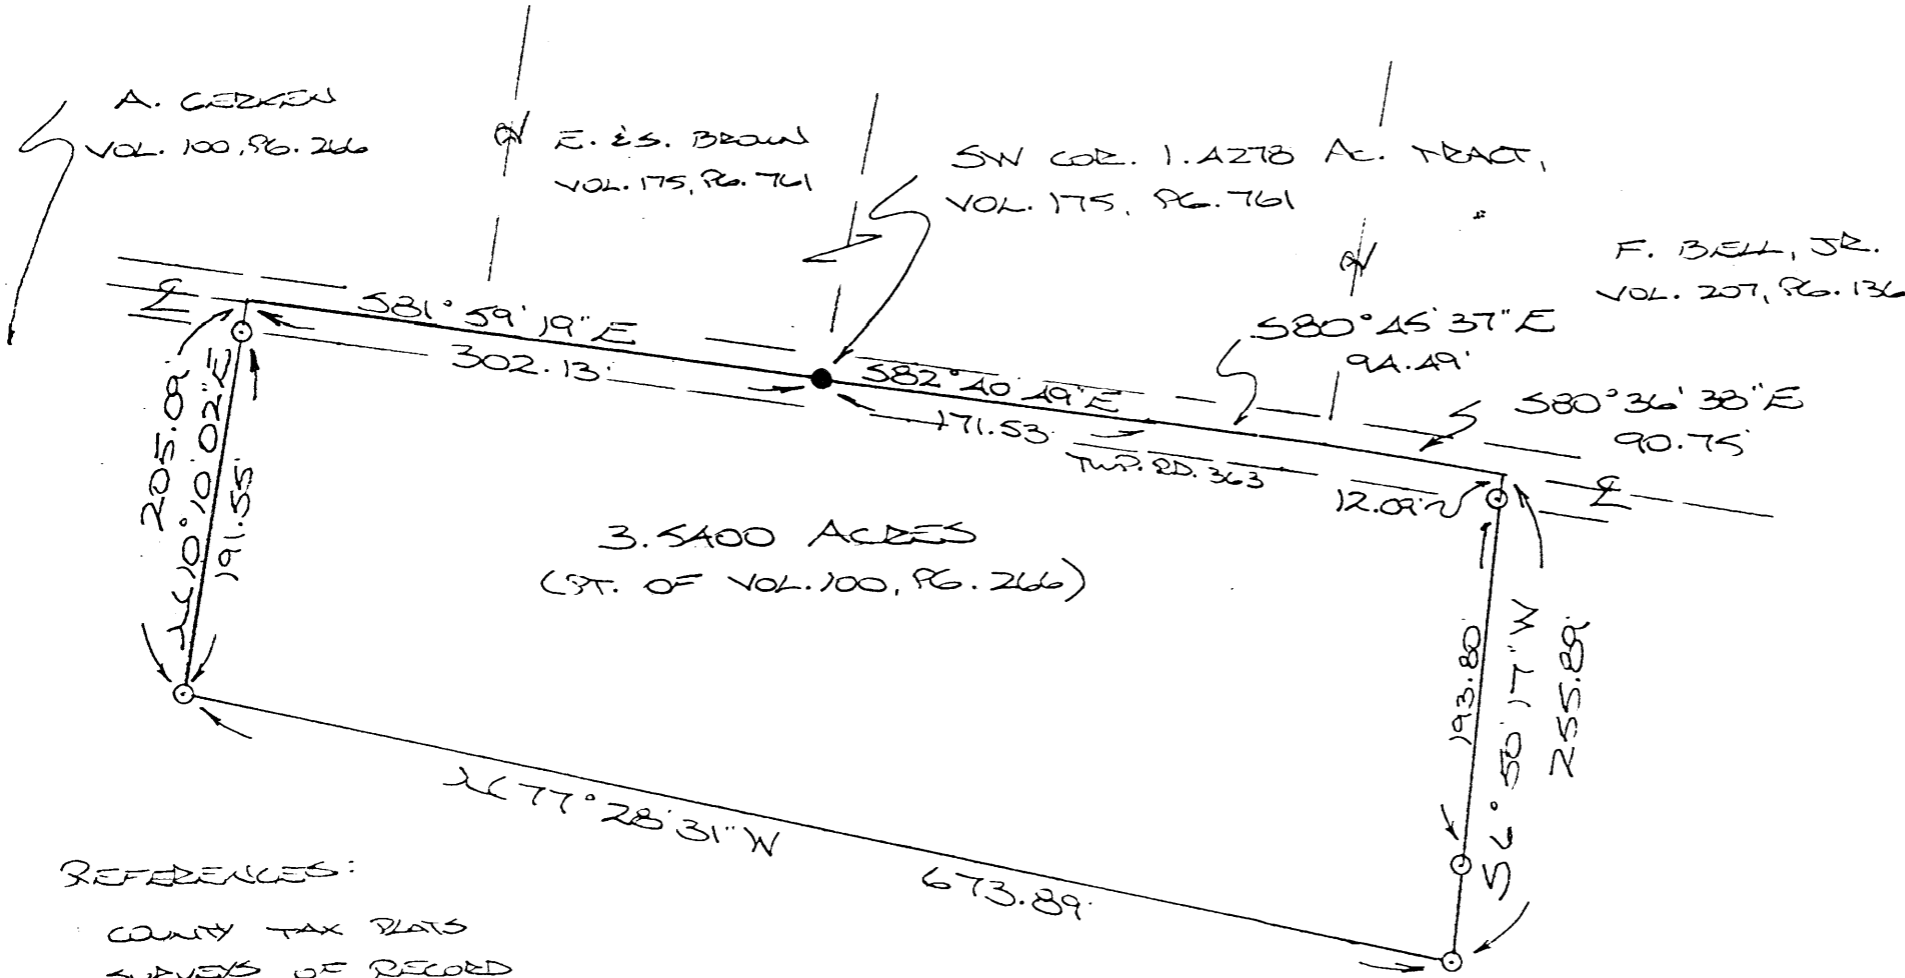 A. GERKEN
VOL. 100, PG. 266
E. & S. BROWN
VOL. 175, PG. 761
SW COR. 1.4278 AC. TRACT,
VOL. 175, PG. 761
F. BELL, JR.
VOL. 207, PG. 136
S81° 59' 19" E
302.13'
S82° 40' 49" E
171.53'
S80° 45' 37" E
94.49'
S80° 36' 38" E
90.75'
TWP. RD. 363
12.09'
205.09'
N 10° 10' 02" E
191.55'
3.5400 ACRES
(PT. OF VOL. 100, PG. 266)
193.80'
S 6° 50' 17" W
255.89'
N 77° 28' 31" W
673.89'
REFERENCES:
COUNTY TAX PLATS
SURVEYS OF RECORD